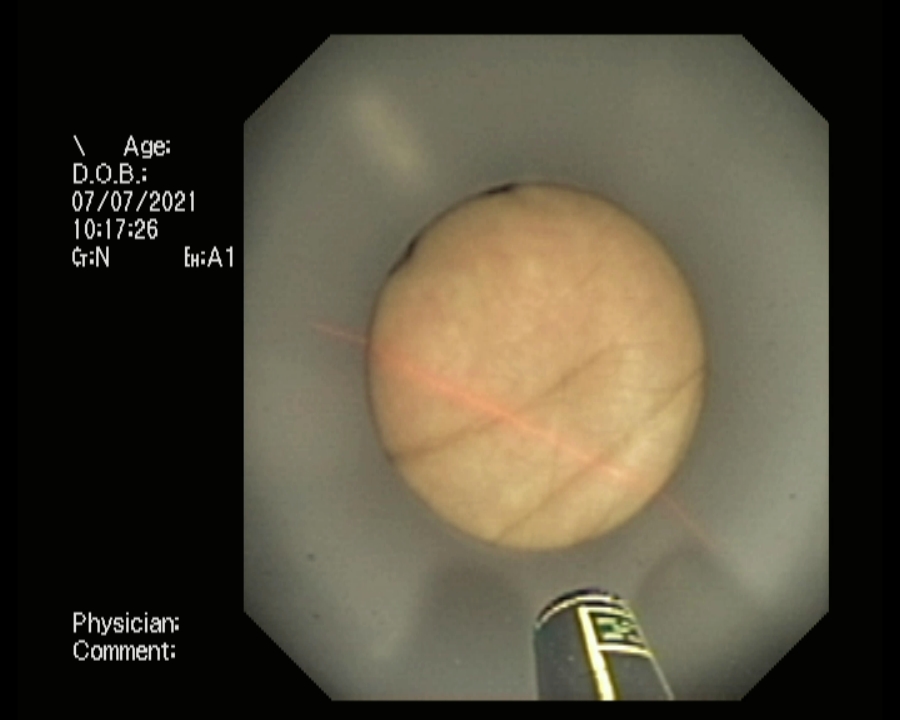 \ Age:
D.O.B.:
07/07/2021
10:17:26
Cr:N EH:A1
Physician:
Comment: